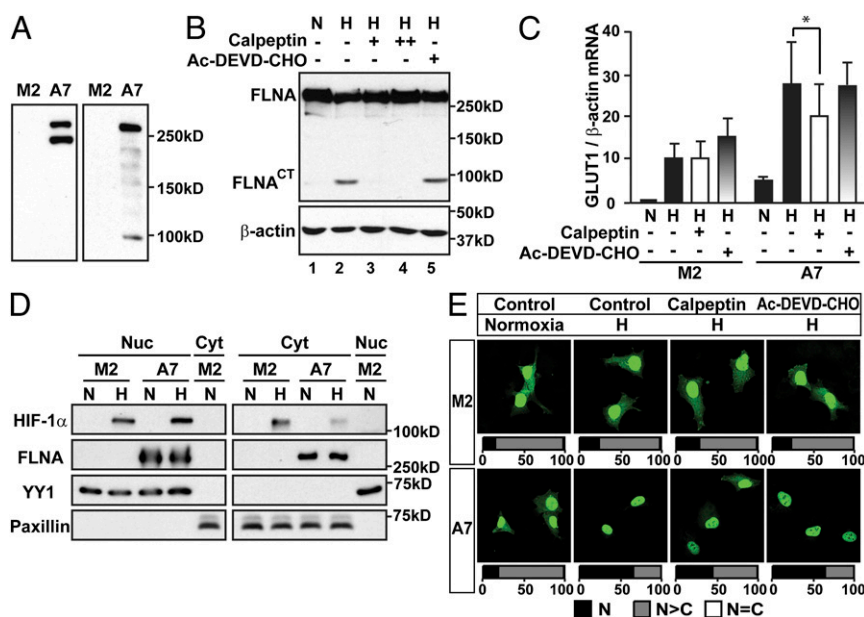 A
M2 A7 M2 A7
250kD
150kD
100kD
B
N H H H H
Calpeptin - - + ++ -
Ac-DEVD-CHO - - - - +
FLNA
250kD
150kD
FLNACT
100kD
β-actin
50kD
37kD
1 2 3 4 5
C
GLUT1 / β-actin mRNA
40
30
20
10
0
*
N H H H N H H H
Calpeptin - - + - - - + -
Ac-DEVD-CHO - - - + - - - +
M2 A7
D
Nuc Cyt Cyt Nuc
M2 A7 M2 M2 A7 M2
N H N H N N H N H N
HIF-1α
100kD
FLNA
250kD
YY1
75kD
Paxillin
75kD
E
Control Control Calpeptin Ac-DEVD-CHO
Normoxia H H H
M2
0 50 100 0 50 100 0 50 100 0 50 100
A7
0 50 100 0 50 100 0 50 100 0 50 100
N N>C N=C